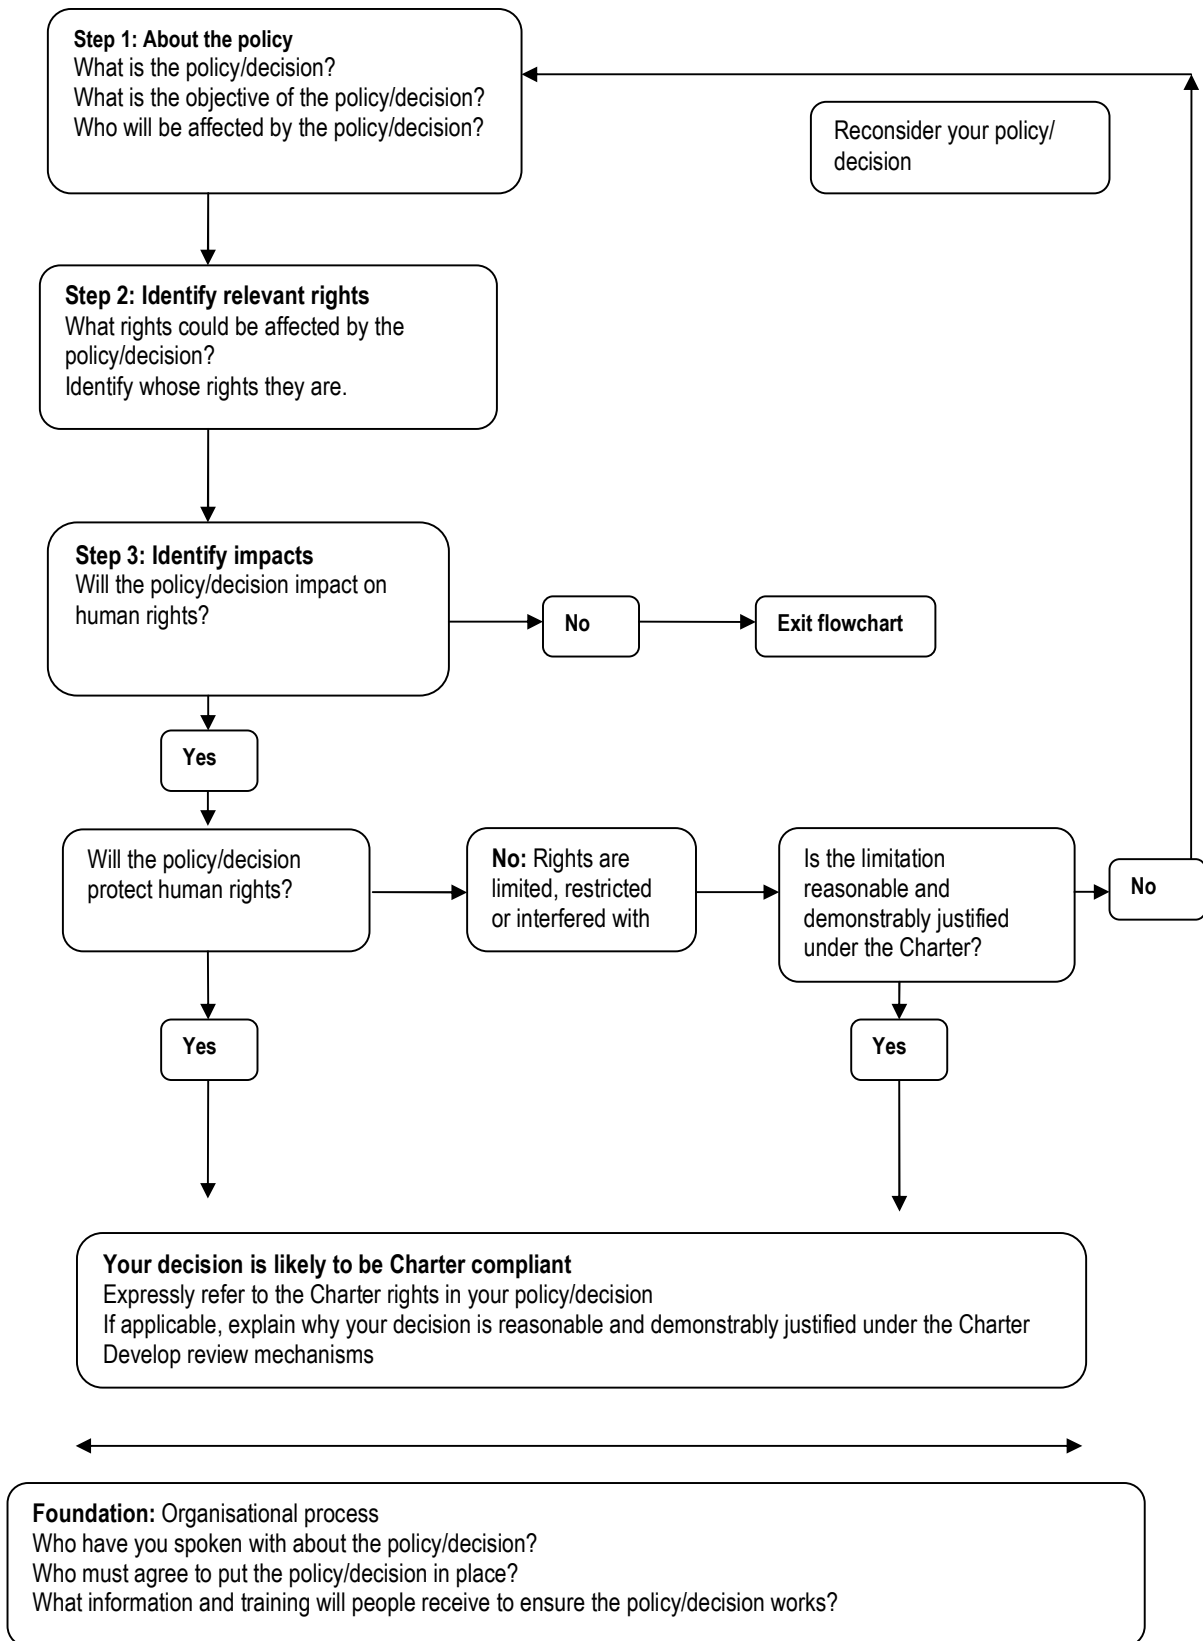 Step 1: About the policy
What is the policy/decision?
What is the objective of the policy/decision?
Who will be affected by the policy/decision?
Reconsider your policy/
decision
Step 2: Identify relevant rights
What rights could be affected by the
policy/decision?
Identify whose rights they are.
Step 3: Identify impacts
Will the policy/decision impact on
human rights?
No
Exit flowchart
Yes
Will the policy/decision
protect human rights?
No: Rights are
limited, restricted
or interfered with
Is the limitation
reasonable and
demonstrably justified
under the Charter?
No
Yes
Yes
Your decision is likely to be Charter compliant
Expressly refer to the Charter rights in your policy/decision
If applicable, explain why your decision is reasonable and demonstrably justified under the Charter
Develop review mechanisms
Foundation: Organisational process
Who have you spoken with about the policy/decision?
Who must agree to put the policy/decision in place?
What information and training will people receive to ensure the policy/decision works?